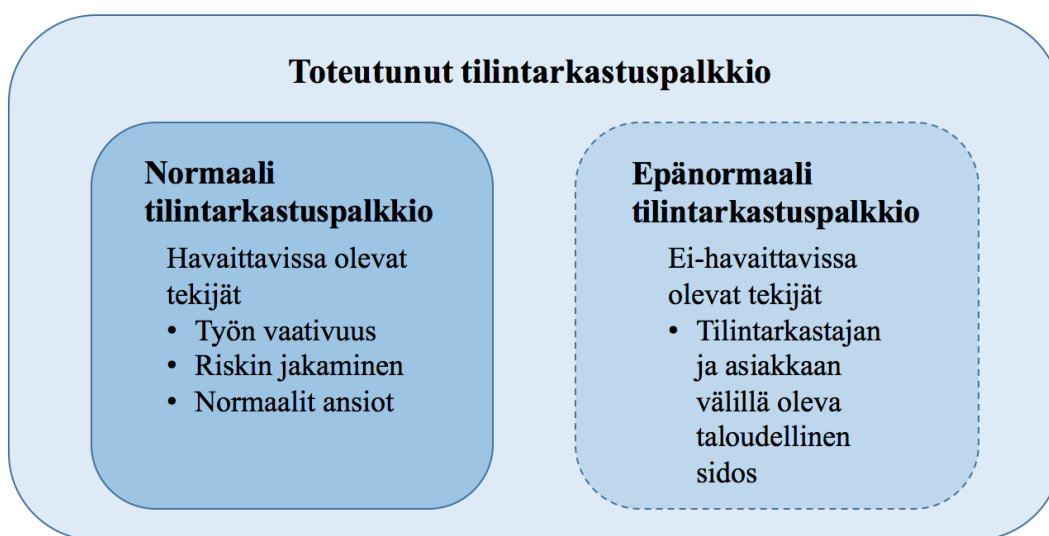 Toteutunut tilintarkastuspalkkio
Normaali
tilintarkastuspalkkio
Havaittavissa olevat
tekijät
• Työn vaativuus
• Riskin jakaminen
• Normaalit ansiot
Epänormaali
tilintarkastuspalkkio
Ei-havaittavissa
olevat tekijät
• Tilintarkastajan
ja asiakkaan
välillä oleva
taloudellinen
sidos